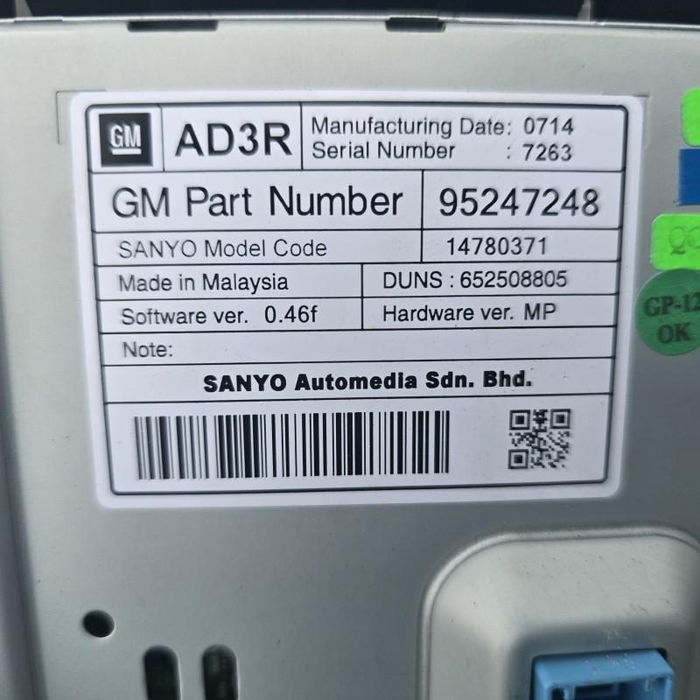 GM AD3R Manufacturing Date: 0714
Serial Number : 7263
GM Part Number 95247248
SANYO Model Code 14780371
Made in Malaysia DUNS : 652508805
Software ver. 0.46f Hardware ver. MP
Note:
SANYO Automedia Sdn. Bhd.
OK